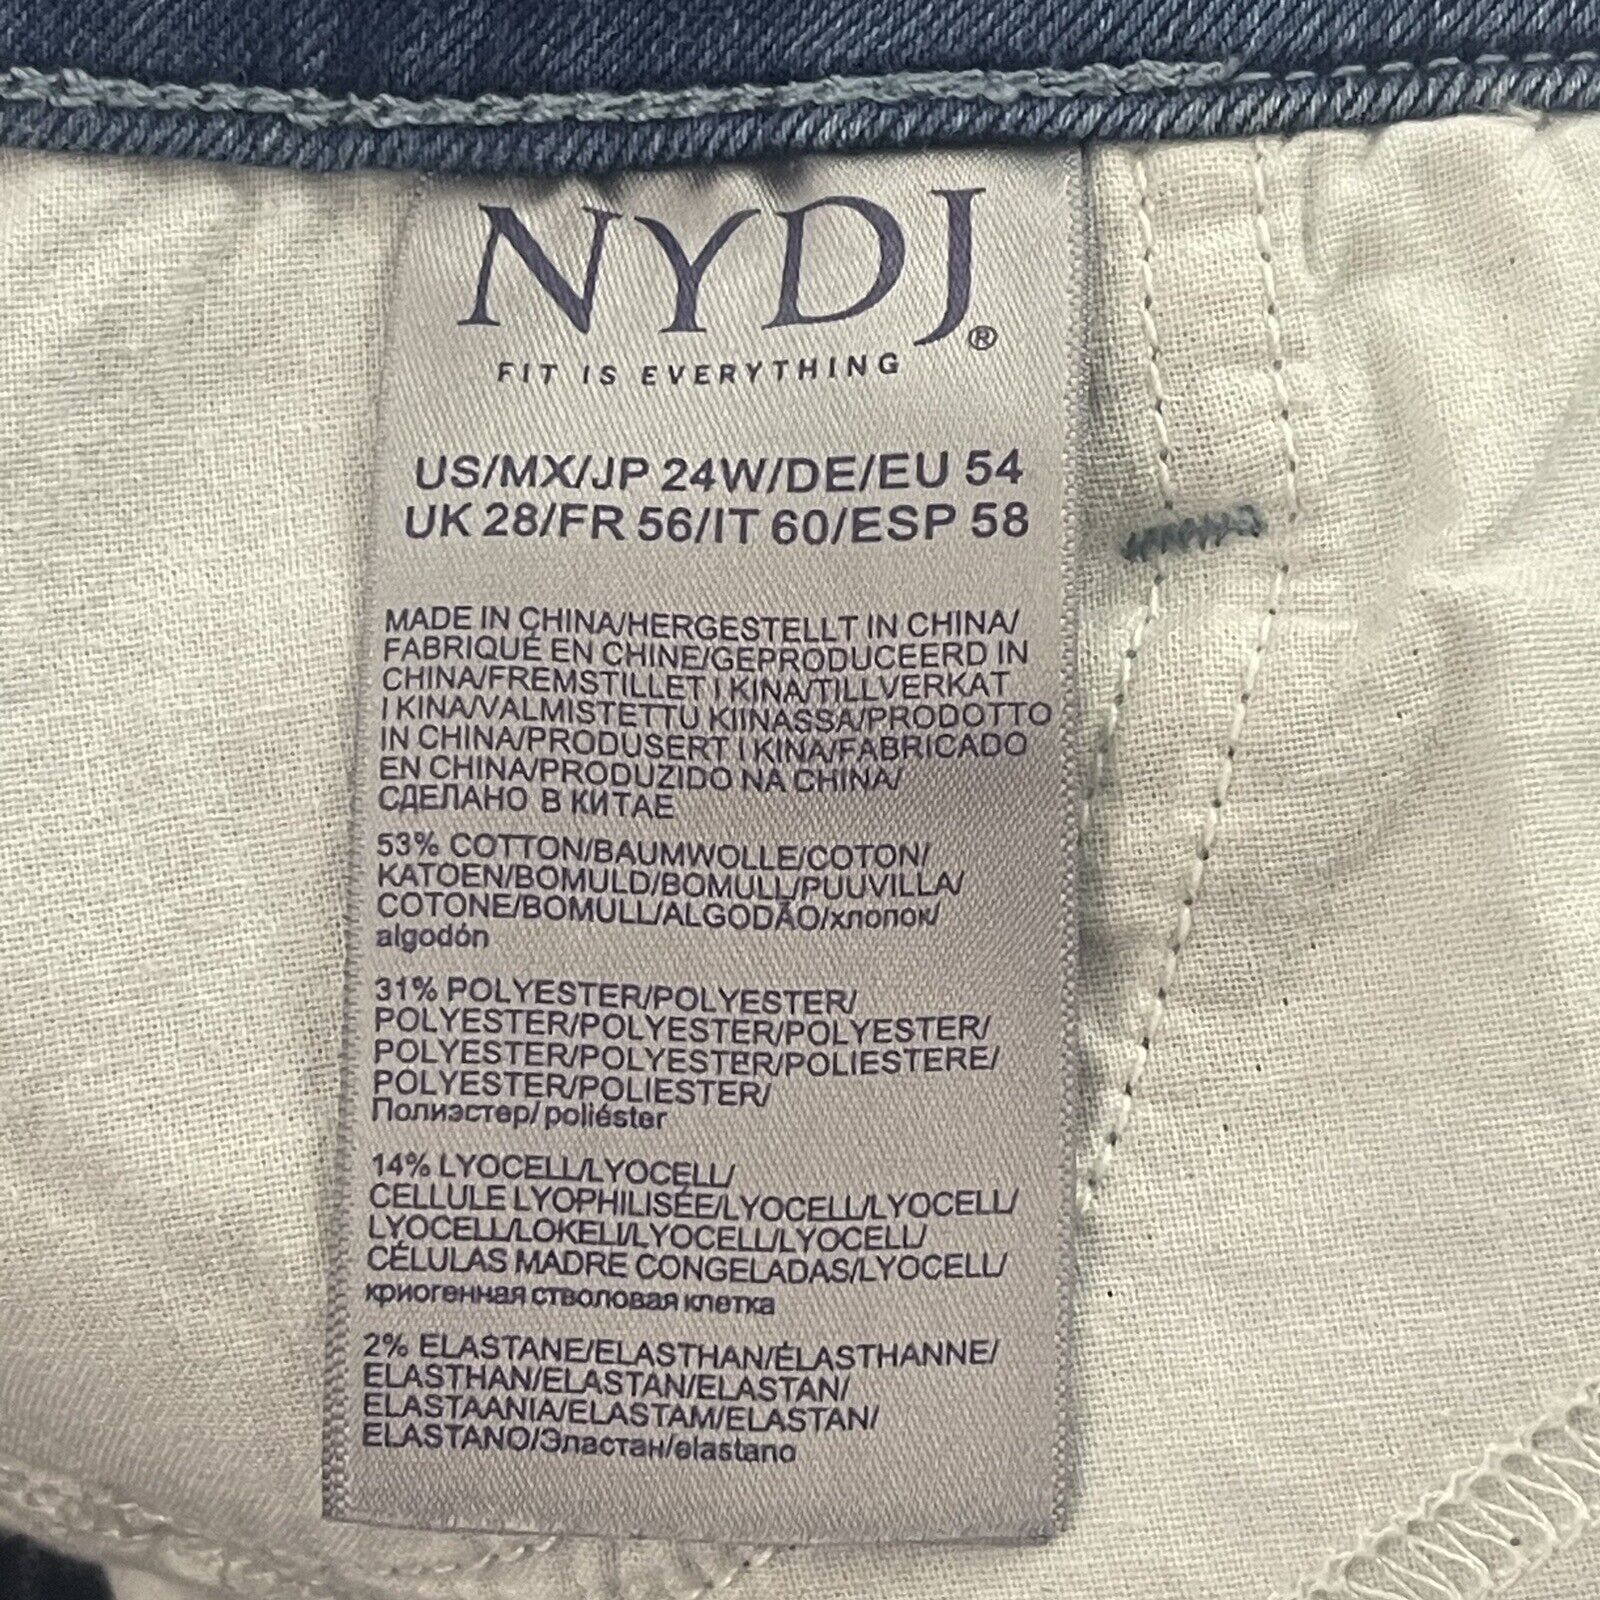 NYDJ®
FIT IS EVERYTHING
US/MX/JP 24W/DE/EU 54
UK 28/FR 56/IT 60/ESP 58
MADE IN CHINA/HERGESTELLT IN CHINA/
FABRIQUÉ EN CHINE/GEPRODUCEERD IN
CHINA/FREMSTILLET I KINA/TILLVERKAT
I KINA/VALMISTETTU KIINASSA/PRODOTTO
IN CHINA/PRODUSERT I KINA/FABRICADO
EN CHINA/PRODUZIDO NA CHINA/
СДЕЛАНО В КИТАЕ
53% COTTON/BAUMWOLLE/COTON/
KATOEN/BOMULD/BOMULL/PUUVILLA/
COTONE/BOMULL/ALGODÃO/хлопок/
algodón
31% POLYESTER/POLYESTER/
POLYESTER/POLYESTER/POLYESTER/
POLYESTER/POLYESTER/POLIESTERE/
POLYESTER/POLIESTER/
Полиэстер/ poliéster
14% LYOCELL/LYOCELL/
CELLULE LYOPHILISÉE/LYOCELL/LYOCELL/
LYOCELL/LOKELI/LYOCELL/LYOCELL/
CÉLULAS MADRE CONGELADAS/LYOCELL/
криогенная стволовая клетка
2% ELASTANE/ELASTHAN/ÉLASTHANNE/
ELASTHAN/ELASTAN/ELASTAN/
ELASTAANIA/ELASTAM/ELASTAN/
ELASTANO/Эластан/elastano